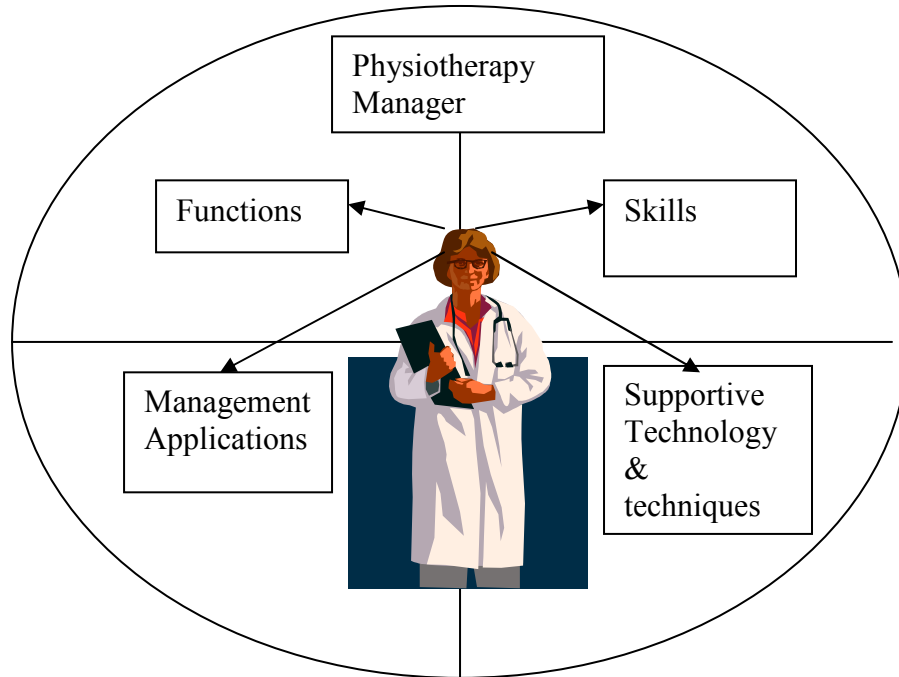 Physiotherapy
Manager
Functions
Skills
Management
Applications
Supportive
Technology
&
techniques